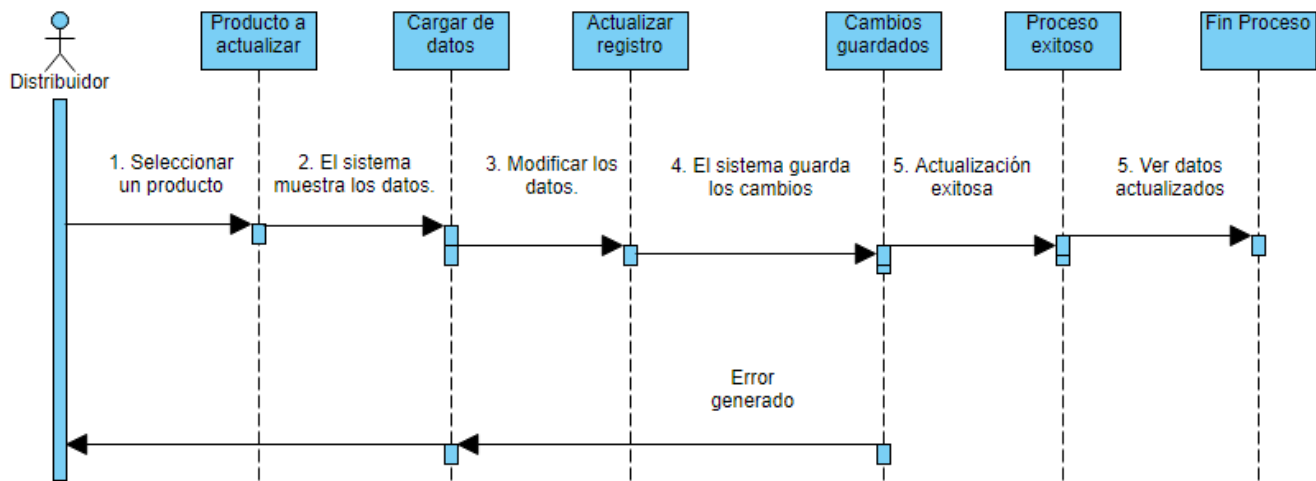 Producto a
actualizar
Cargar de
datos
Actualizar
registro
Cambios
guardados
Proceso
exitoso
Fin Proceso
Distribuidor
1. Seleccionar
un producto
2. El sistema
muestra los datos.
3. Modificar los
datos.
4. El sistema guarda
los cambios
5. Actualización
exitosa
5. Ver datos
actualizados
Error
generado